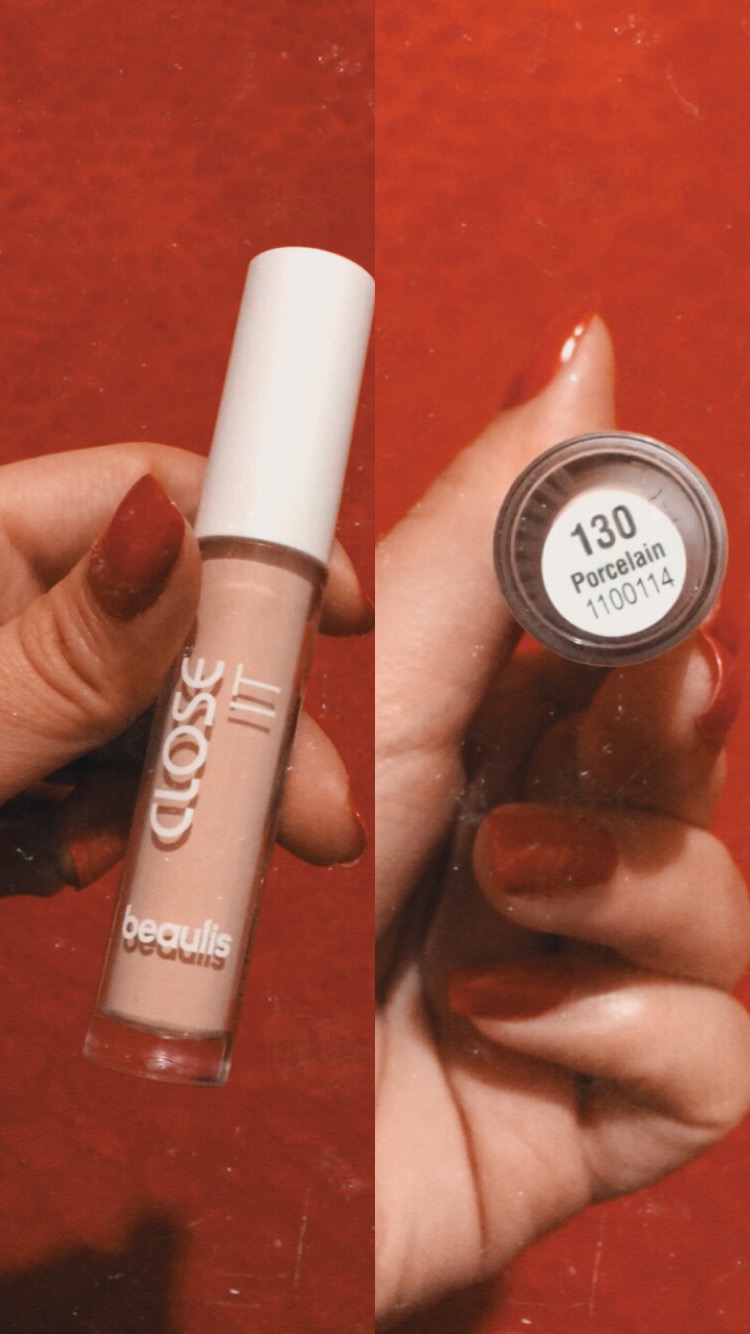 CLOSE
IT
beaulis
130
Porcelain
1100114